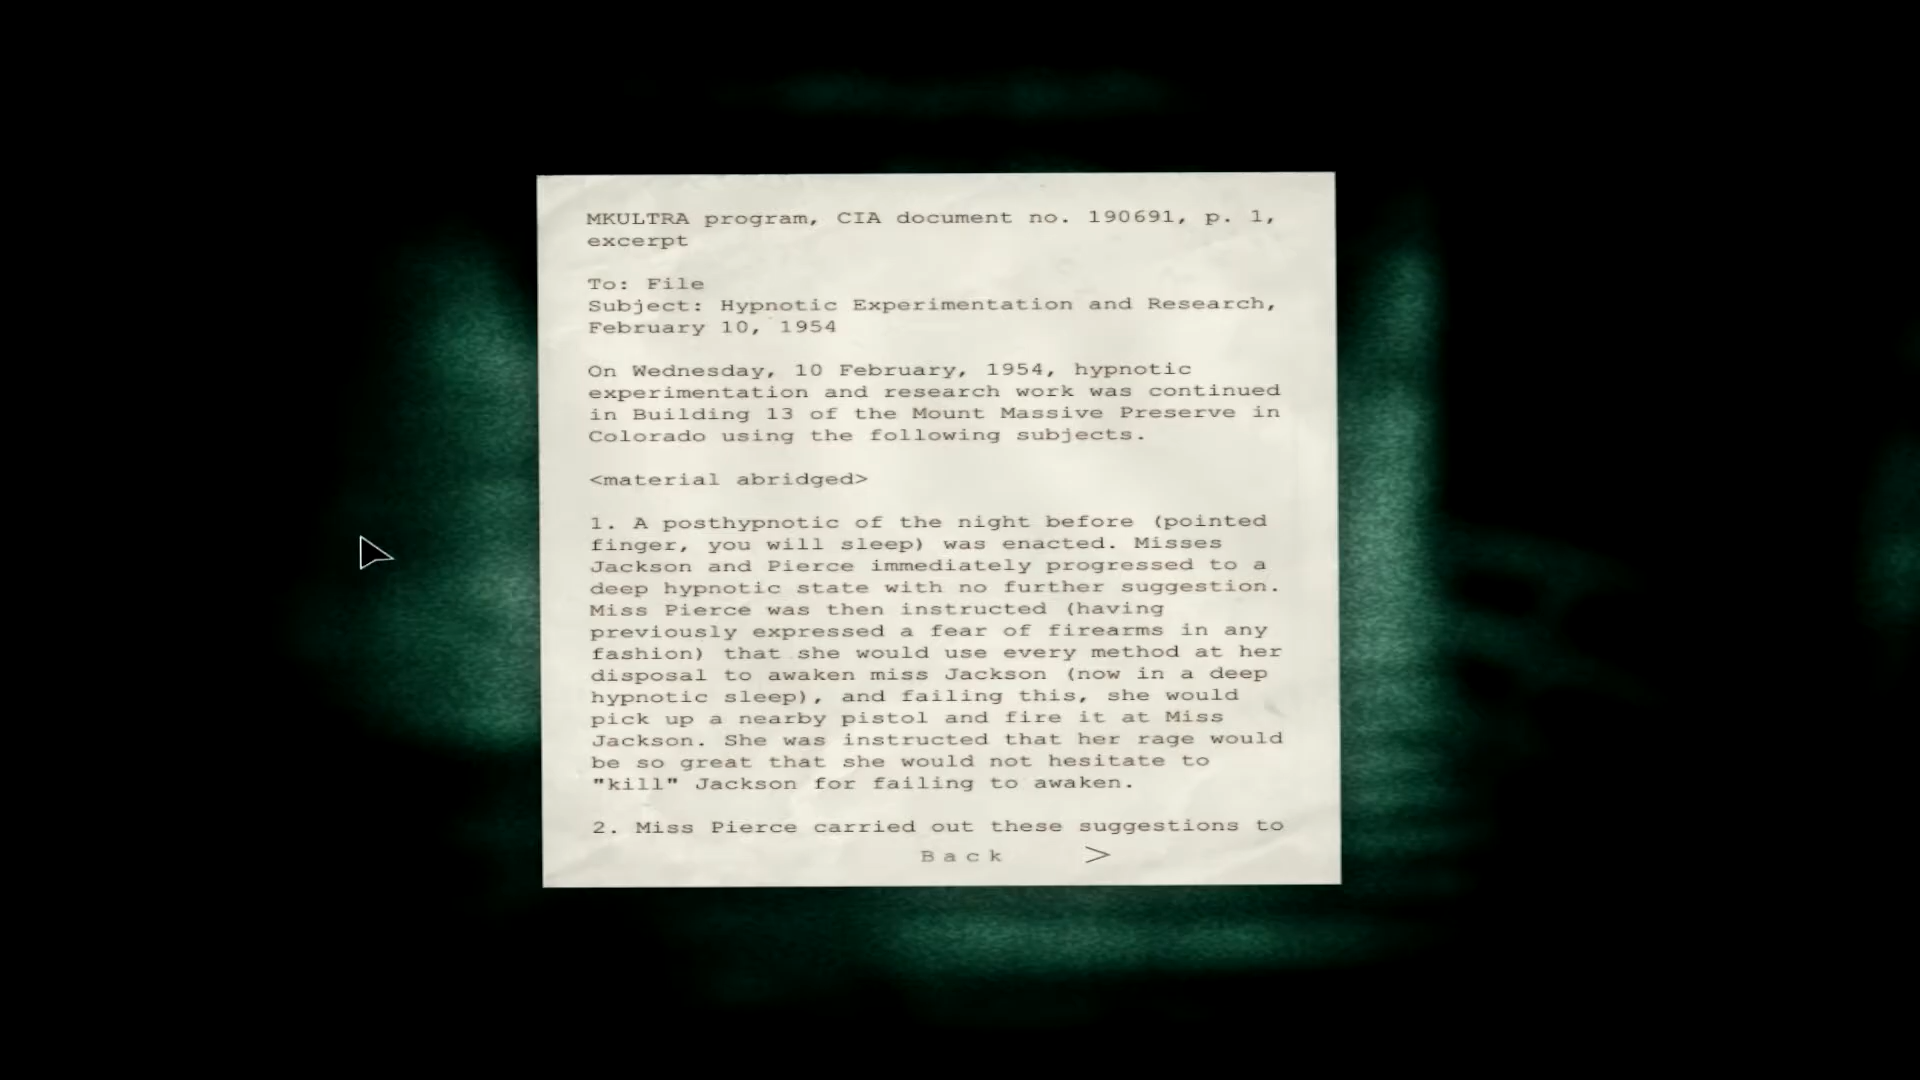 MKULTRA program, CIA document no. 190691, p. 1,
excerpt
To: File
Subject: Hypnotic Experimentation and Research,
February 10, 1954
On Wednesday, 10 February, 1954, hypnotic
experimentation and research work was continued
in Building 13 of the Mount Massive Preserve in
Colorado using the following subjects.
<material abridged>
1. A posthypnotic of the night before (pointed
finger, you will sleep) was enacted. Misses
Jackson and Pierce immediately progressed to a
deep hypnotic state with no further suggestion.
Miss Pierce was then instructed (having
previously expressed a fear of firearms in any
fashion) that she would use every method at her
disposal to awaken miss Jackson (now in a deep
hypnotic sleep), and failing this, she would
pick up a nearby pistol and fire it at Miss
Jackson. She was instructed that her rage would
be so great that she would not hesitate to
"kill" Jackson for failing to awaken.
2. Miss Pierce carried out these suggestions to
Back >